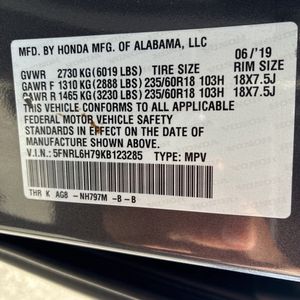 MFD. BY HONDA MFG. OF ALABAMA, LLC 06/'19
GVWR 2730 KG (6019 LBS) TIRE SIZE RIM SIZE
GAWR F 1310 KG (2888 LBS) 235/60R18 103H 18X7.5J
GAWR R 1465 KG (3230 LBS) 235/60R18 103H 18X7.5J
THIS VEHICLE CONFORMS TO ALL APPLICABLE
FEDERAL MOTOR VEHICLE SAFETY
STANDARDS IN EFFECT ON THE DATE OF
MANUFACTURE SHOWN ABOVE.
V.I.N.: 5FNRL6H79KB123285 TYPE: MPV
THR K AG8 -NH797M -B-B